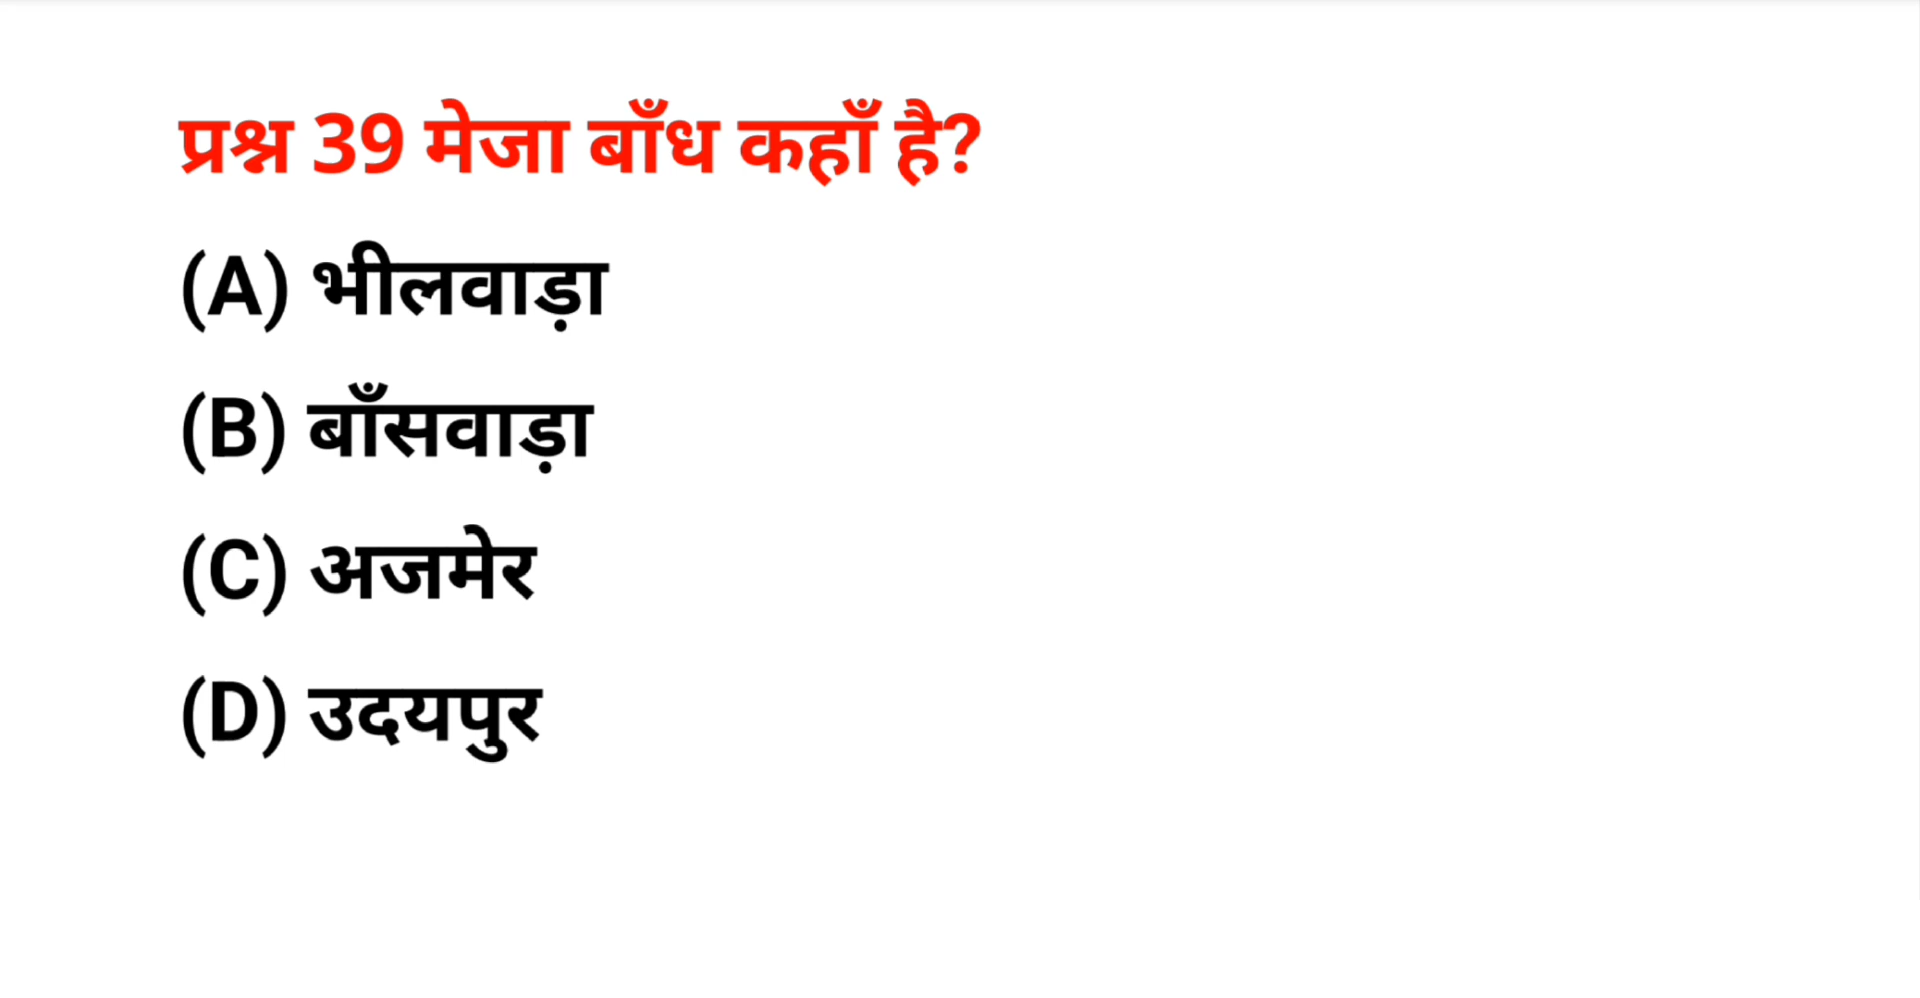 प्रश्न 39 मेजा बाँध कहाँ है?
(A) भीलवाड़ा
(B) बाँसवाड़ा
(C) अजमेर
(D) उदयपुर